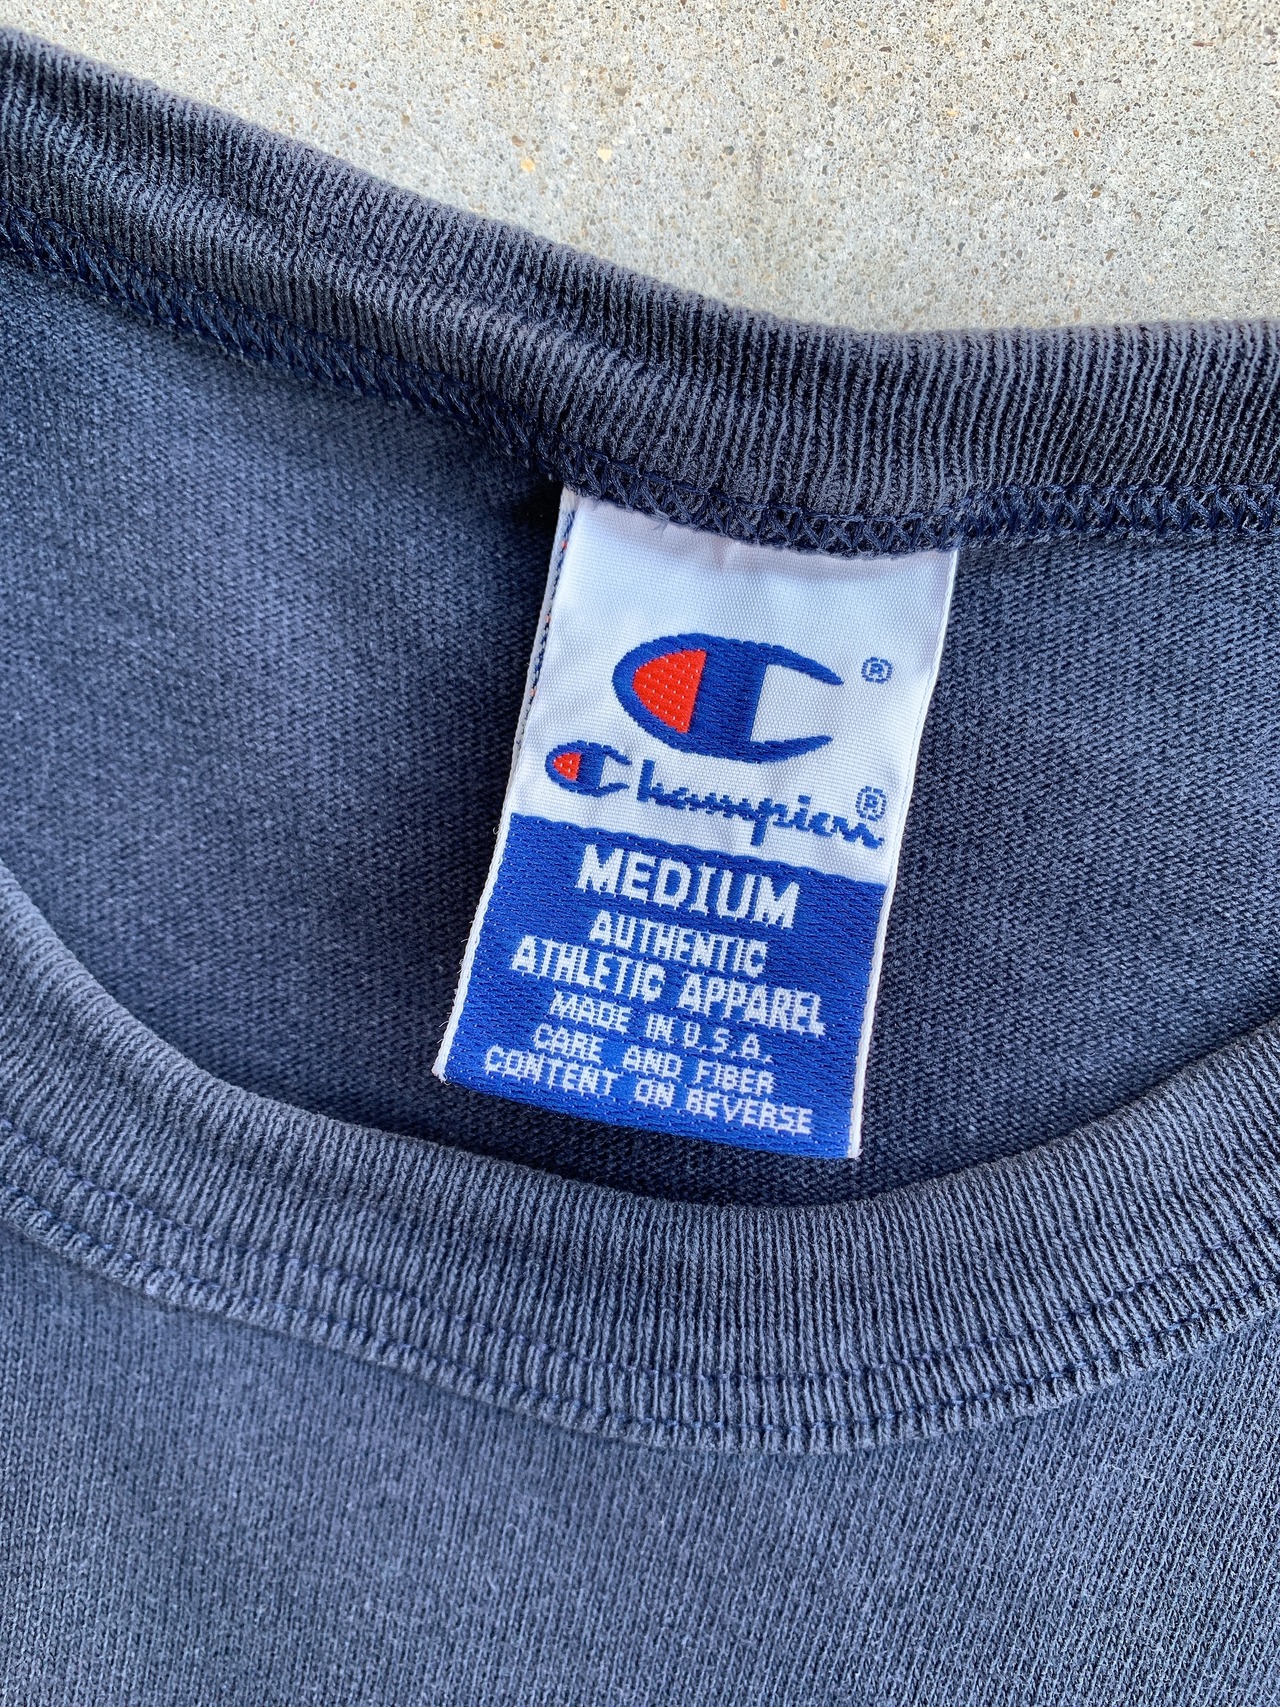 ®
Champion®
MEDIUM
AUTHENTIC
ATHLETIC APPAREL
MADE IN U.S.A.
CARE AND FIBER
CONTENT ON REVERSE